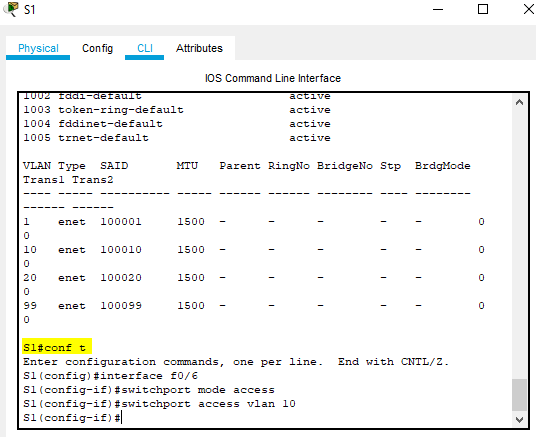 S1
Physical Config CLI Attributes
IOS Command Line Interface
1002 fddi-default active
1003 token-ring-default active
1004 fddinet-default active
1005 trnet-default active
VLAN Type SAID MTU Parent RingNo BridgeNo Stp BrdgMode
Trans1 Trans2
---- ----- ---------- ----- ------ ------ -------- ---- --------
------ ------
1 enet 100001 1500 - - - - - 0
0
10 enet 100010 1500 - - - - - 0
0
20 enet 100020 1500 - - - - - 0
0
99 enet 100099 1500 - - - - - 0
0
S1#conf t
Enter configuration commands, one per line. End with CNTL/Z.
S1(config)#interface f0/6
S1(config-if)#switchport mode access
S1(config-if)#switchport access vlan 10
S1(config-if)#